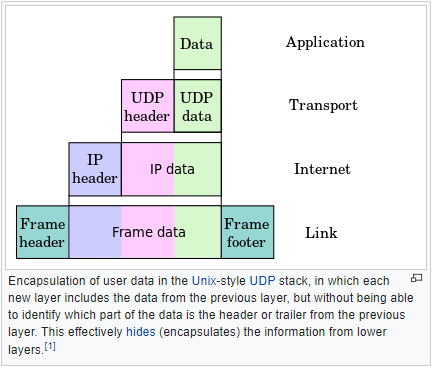 Data Application
UDP header UDP data Transport
IP header IP data Internet
Frame header Frame data Frame footer Link
Encapsulation of user data in the Unix-style UDP stack, in which each
new layer includes the data from the previous layer, but without being able
to identify which part of the data is the header or trailer from the previous
layer. This effectively hides (encapsulates) the information from lower
layers.[1]